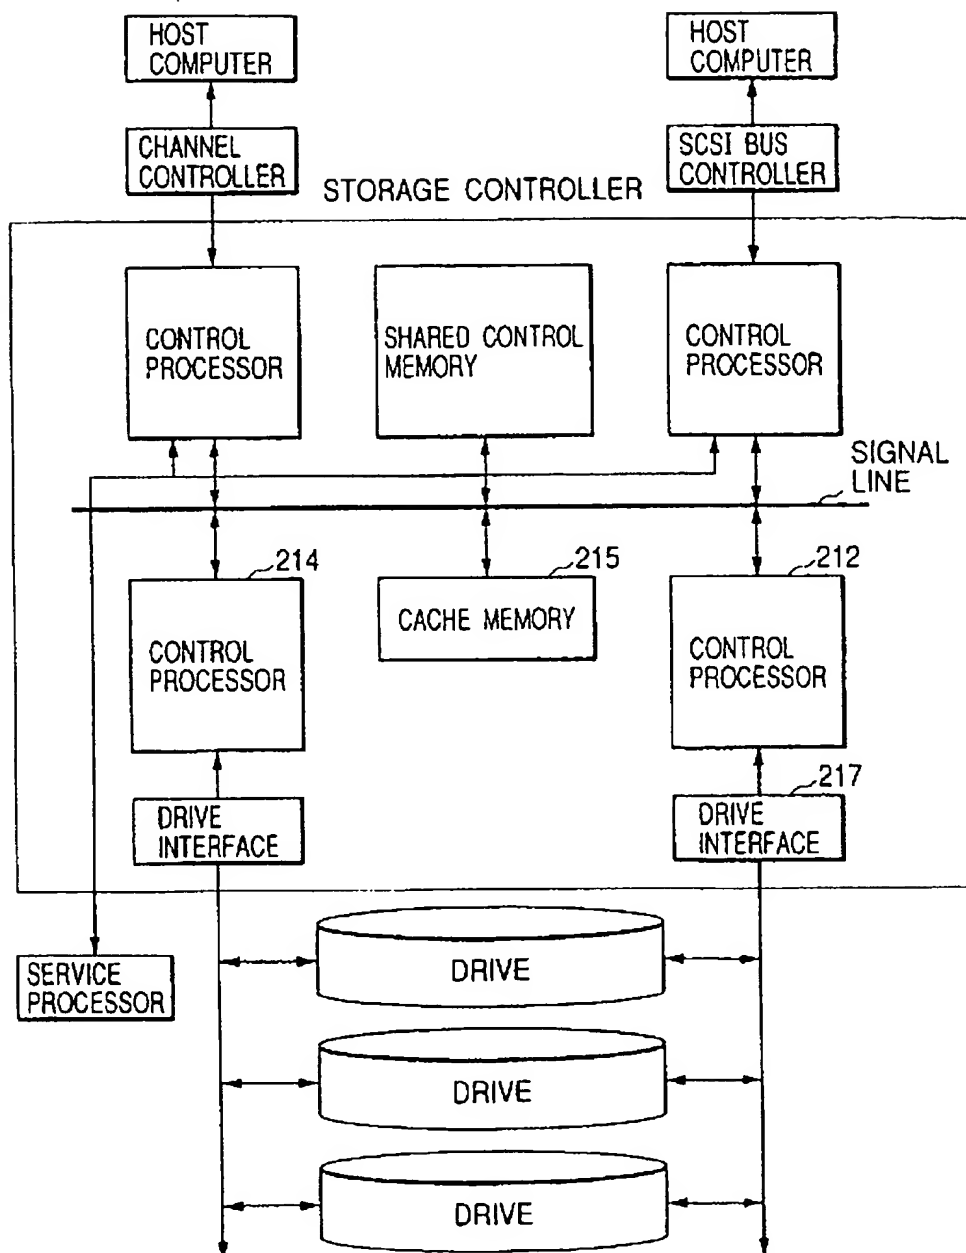 HOST
COMPUTER
HOST
COMPUTER
CHANNEL
CONTROLLER
SCSI BUS
CONTROLLER
STORAGE CONTROLLER
CONTROL
PROCESSOR
SHARED CONTROL
MEMORY
CONTROL
PROCESSOR
SIGNAL
LINE
214
215
212
CONTROL
PROCESSOR
CACHE MEMORY
CONTROL
PROCESSOR
217
DRIVE
INTERFACE
DRIVE
INTERFACE
SERVICE
PROCESSOR
DRIVE
DRIVE
DRIVE